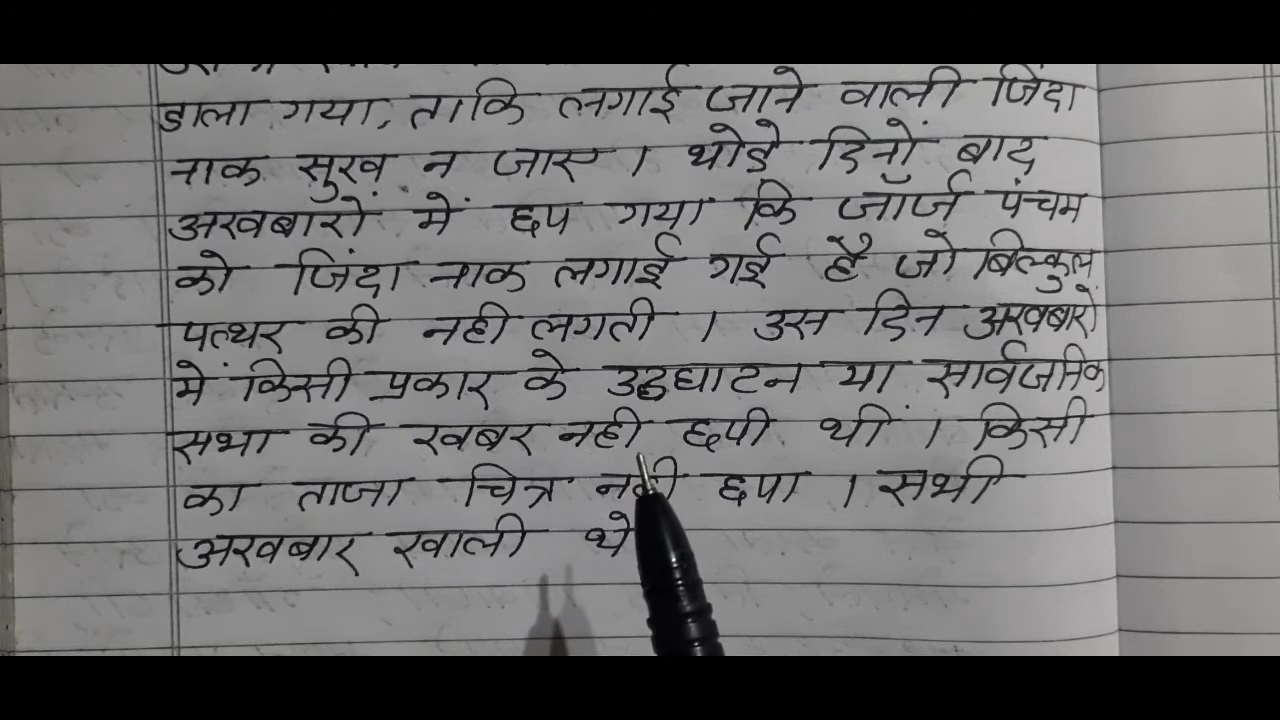 डाला गया, ताकि लगाई जाने वाली जिंदा
नाक सुख न जाए । थोडे दिनों बाद
अखबारों में छप गया कि जॉर्ज पंचम
को जिंदा नाक लगाई गई है जो बिल्कुल
पत्थर की नही लगती । उस दिन अखबारों
में किसी प्रकार के उद्घाटन या सार्वजनिक
सभा की खबर नही छपी थीं । किसी
का ताजा चित्र नही छपा । सभी
अखबार खाली थे